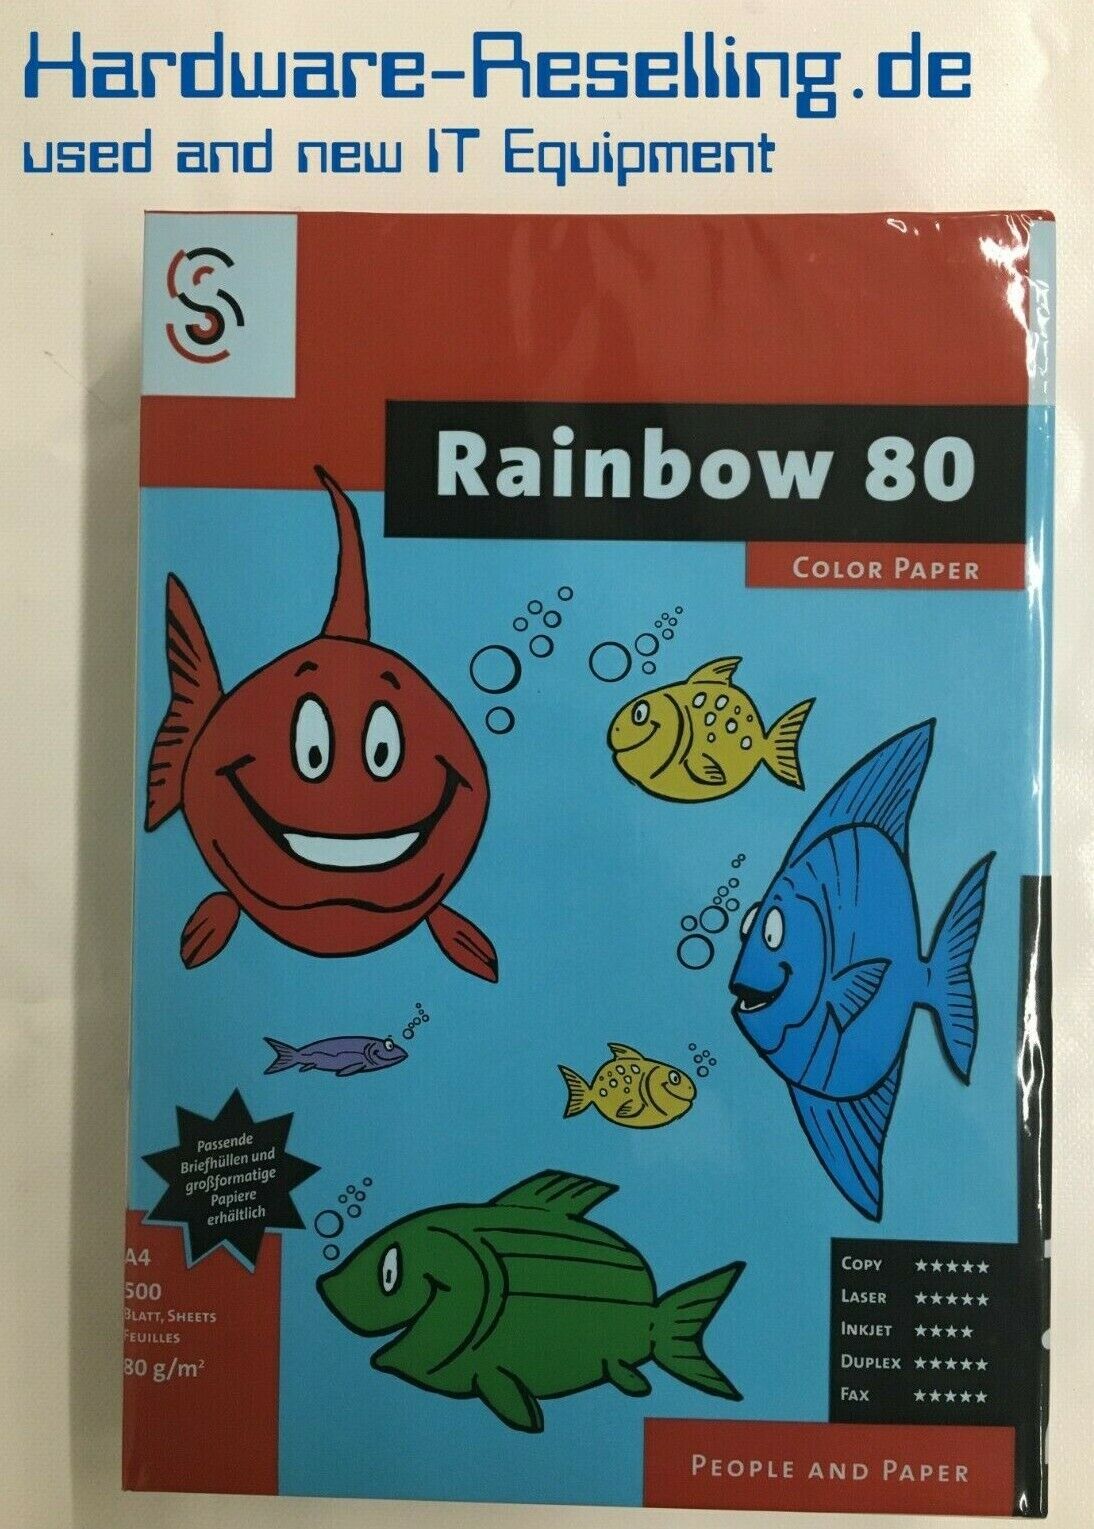 Hardware-Reselling.de
used and new IT Equipment
Rainbow 80
COLOR PAPER
Passende
Briefhüllen und
großformatige
Papiere
erhältlich
A4
500
BLATT, SHEETS
FEUILLES
80 g/m²
COPY ★★★★★
LASER ★★★★★
INKJET ★★★★
DUPLEX ★★★★★
FAX ★★★★★
PEOPLE AND PAPER